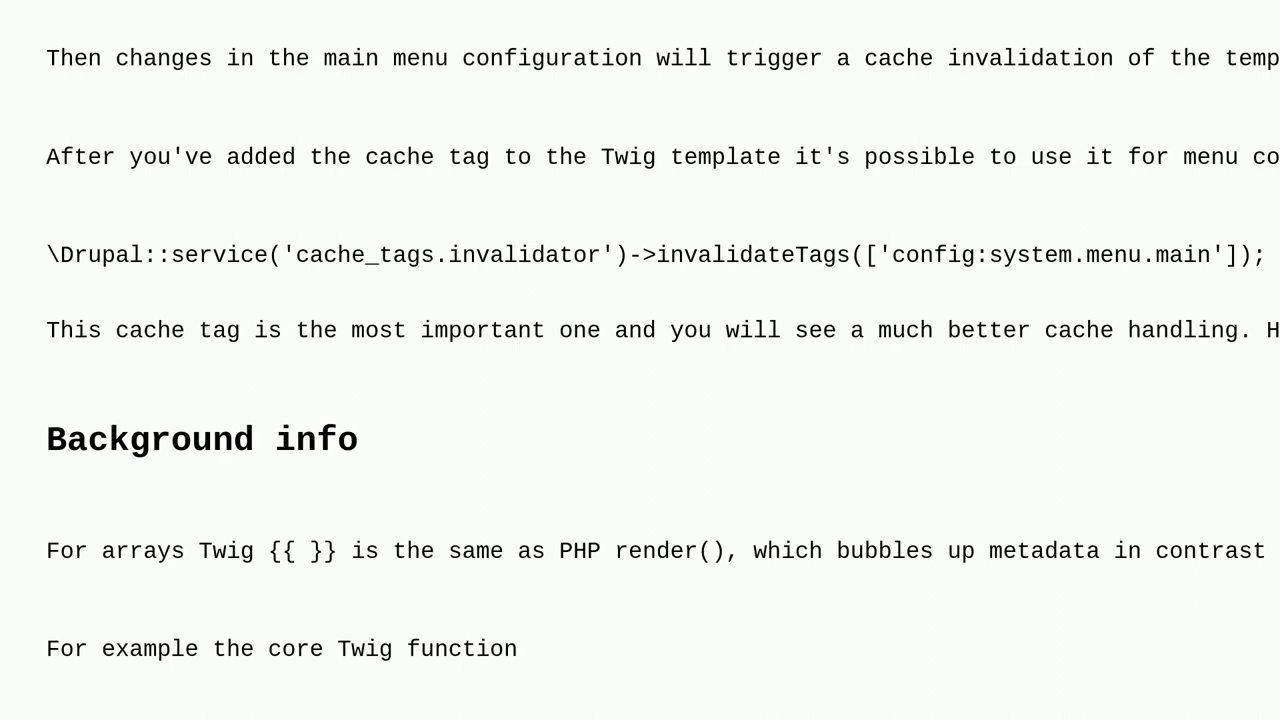 Then changes in the main menu configuration will trigger a cache invalidation of the
After you've added the cache tag to the Twig template it's possible to use it for menu
\Drupal::service('cache_tags.invalidator')->invalidateTags(['config:system.menu.main']);
This cache tag is the most important one and you will see a much better cache handling.
Background info
For arrays Twig {{ }} is the same as PHP render(), which bubbles up metadata in contrast
For example the core Twig function